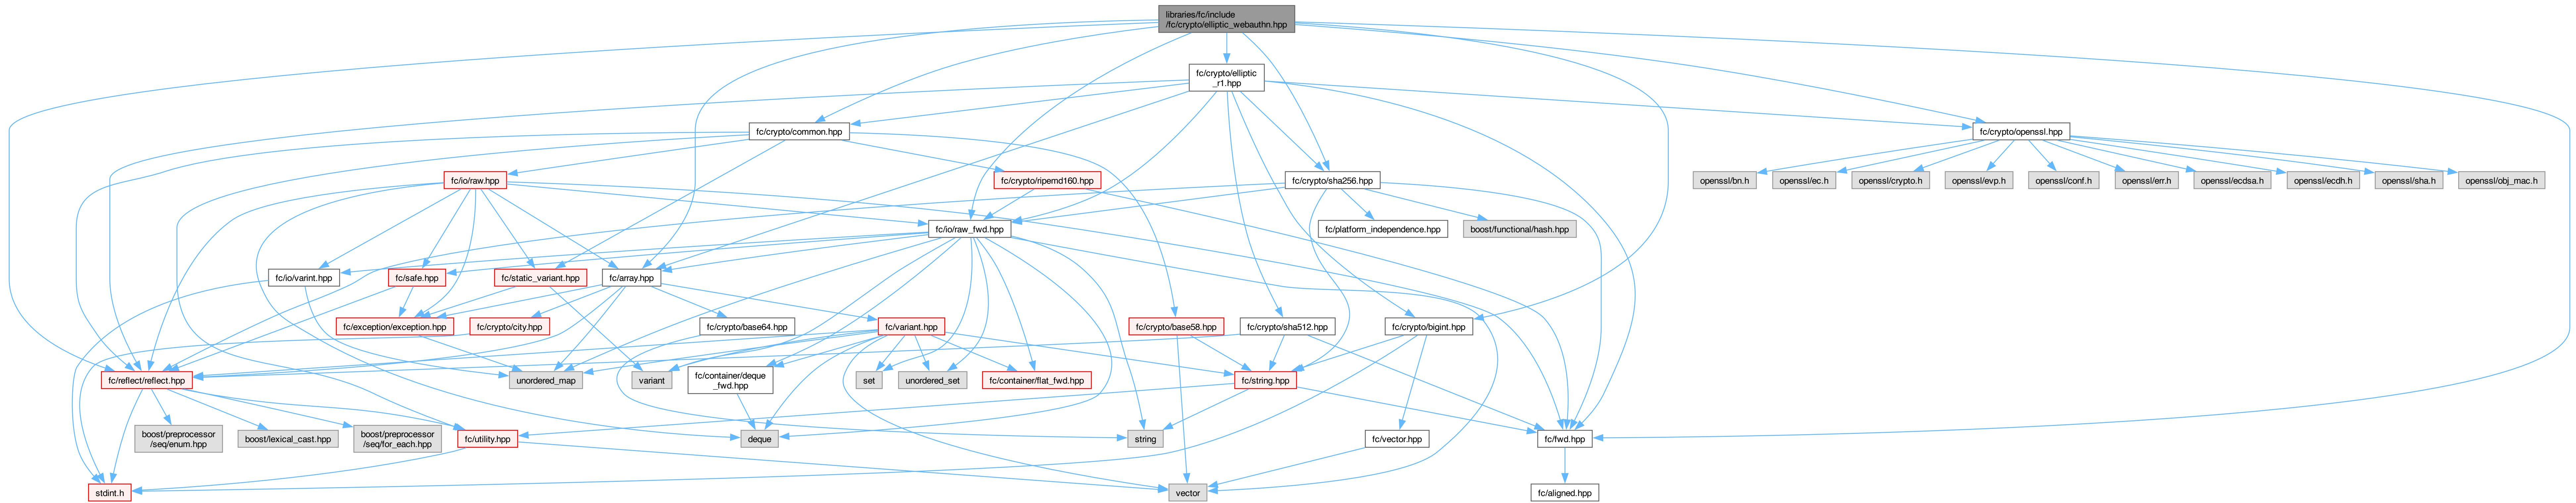 libraries/fc/include
/fc/crypto/elliptic_webauthn.hpp
fc/crypto/elliptic
_r1.hpp
fc/crypto/common.hpp
fc/crypto/openssl.hpp
fc/io/raw.hpp
fc/crypto/ripemd160.hpp
fc/crypto/sha256.hpp
openssl/bn.h
openssl/ec.h
openssl/crypto.h
openssl/evp.h
openssl/conf.h
openssl/err.h
openssl/ecdsa.h
openssl/ecdh.h
openssl/sha.h
openssl/obj_mac.h
fc/io/raw_fwd.hpp
fc/platform_independence.hpp
boost/functional/hash.hpp
fc/io/varint.hpp
fc/safe.hpp
fc/static_variant.hpp
fc/array.hpp
fc/exception/exception.hpp
fc/crypto/city.hpp
fc/crypto/base64.hpp
fc/variant.hpp
fc/crypto/base58.hpp
fc/crypto/sha512.hpp
fc/crypto/bigint.hpp
fc/reflect/reflect.hpp
unordered_map
variant
fc/container/deque
_fwd.hpp
set
unordered_set
fc/container/flat_fwd.hpp
fc/string.hpp
boost/preprocessor
/seq/enum.hpp
boost/lexical_cast.hpp
boost/preprocessor
/seq/for_each.hpp
fc/utility.hpp
deque
string
fc/vector.hpp
fc/fwd.hpp
stdint.h
vector
fc/aligned.hpp